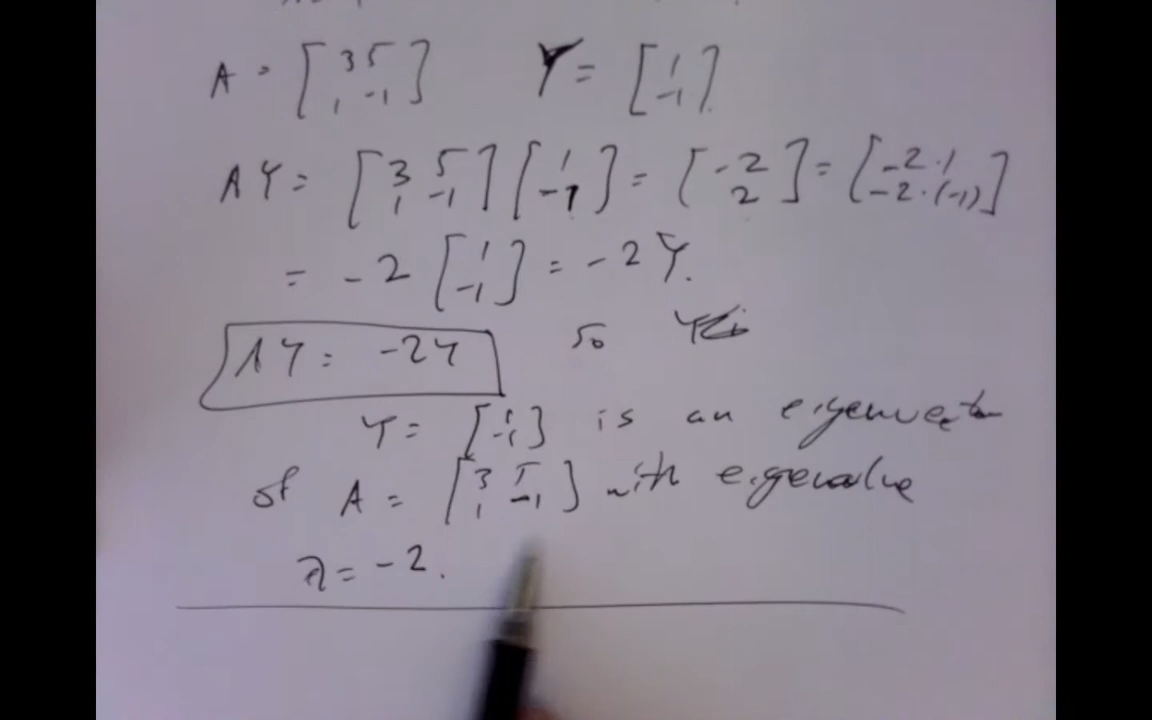 A = [3 5; 1 -1] Y = [1; -1]
AY = [3 5; 1 -1] [1; -1] = [-2; 2] = [-2·1; -2·(-1)]
= -2 [1; -1] = -2Y.
AY = -2Y so
Y = [1; -1] is an eigenvector
of A = [3 5; 1 -1] with eigenvalue
λ = -2.